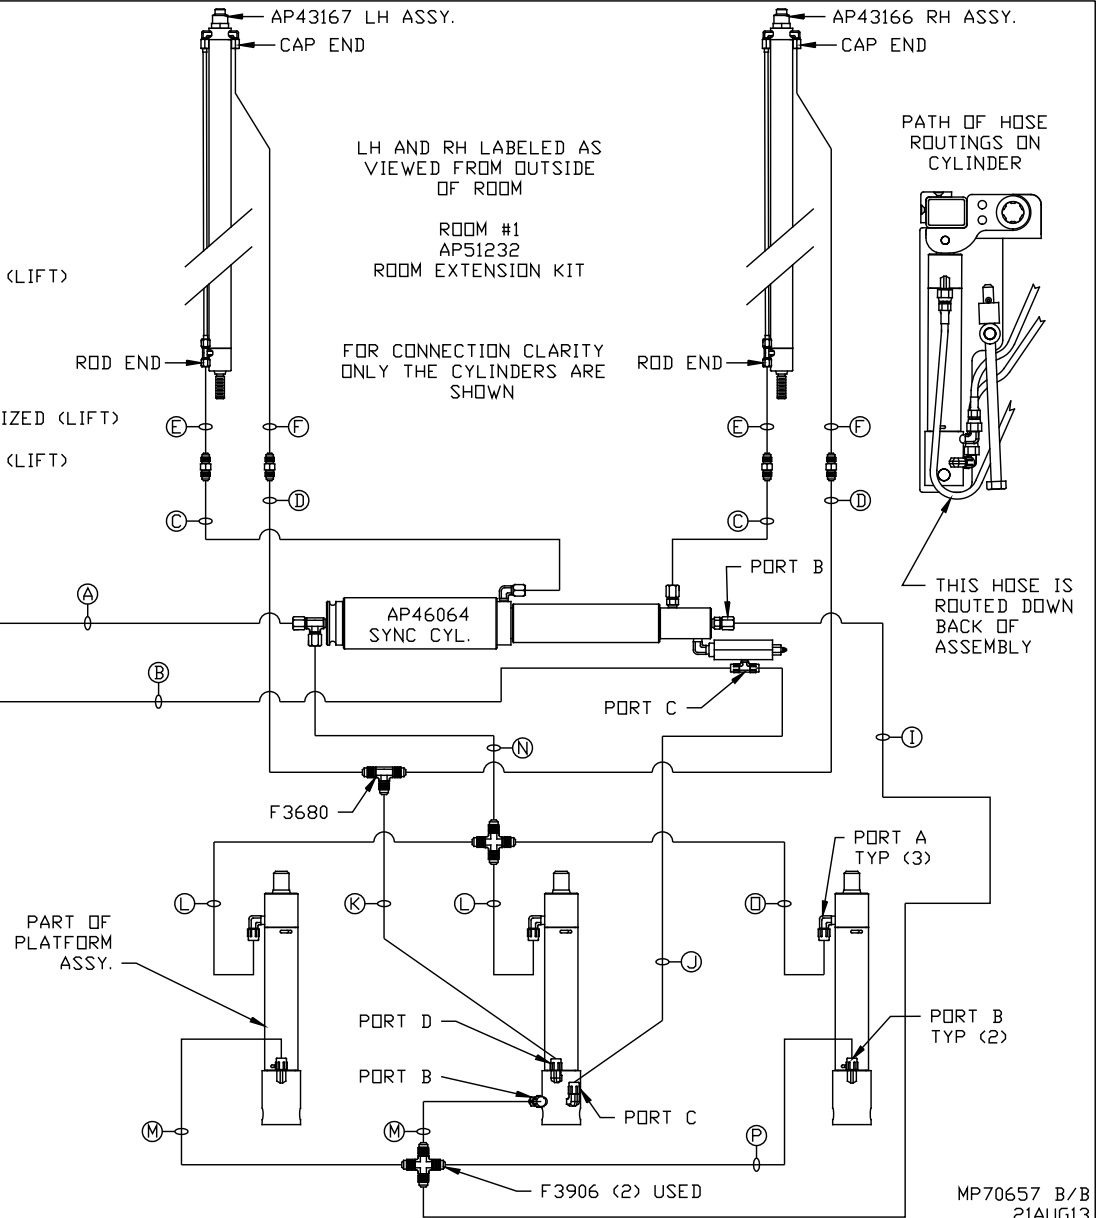 AP43167 LH ASSY.
CAP END
AP43166 RH ASSY.
CAP END
PATH OF HOSE
ROUTINGS ON
CYLINDER
LH AND RH LABELED AS
VIEWED FROM OUTSIDE
OF ROOM
ROOM #1
AP51232
ROOM EXTENSION KIT
(LIFT)
FOR CONNECTION CLARITY
ONLY THE CYLINDERS ARE
SHOWN
ROD END
ROD END
IZED (LIFT)
(LIFT)
E
F
E
F
D
D
C
C
PORT B
THIS HOSE IS
ROUTED DOWN
BACK OF
ASSEMBLY
A
AP46064
SYNC CYL.
B
PORT C
N
I
F3680
PORT A
TYP (3)
L
K
L
O
PART OF
PLATFORM
ASSY.
J
PORT D
PORT B
TYP (2)
PORT B
PORT C
M
M
P
F3906 (2) USED
MP70657 B/B
21AUG13